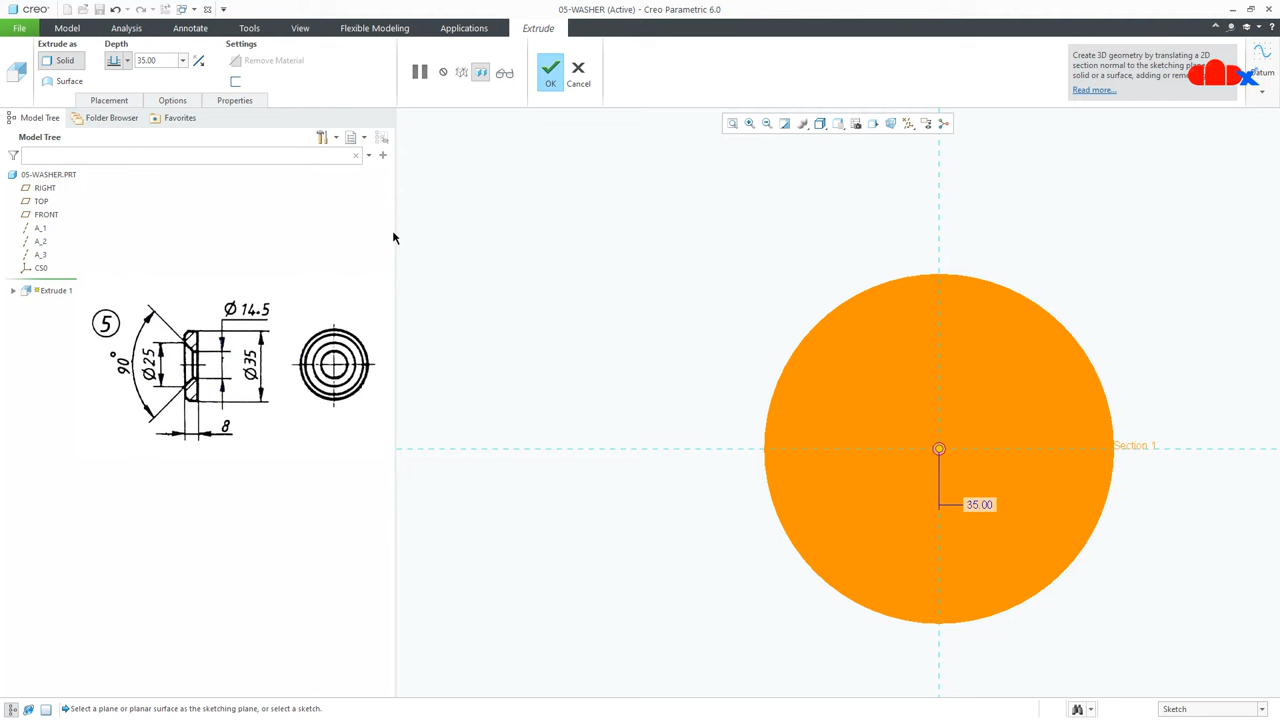 creo
05-WASHER (Active) - Creo Parametric 6.0
File Model Analysis Annotate Tools View Flexible Modeling Applications Extrude
Extrude as Depth Settings
Solid 35.00 Remove Material
Surface
OK Cancel
Create 3D geometry by translating a 2D
section normal to the sketching plane
solid or a surface, adding or
Read more...
Datum
Placement Options Properties
Model Tree Folder Browser Favorites
Model Tree
05-WASHER.PRT
RIGHT
TOP
FRONT
A_1
A_2
A_3
CS0
Extrude 1
5
90°
Ø25
Ø 14.5
Ø35
8
Section 1
35.00
Select a plane or planar surface as the sketching plane, or select a sketch.
Sketch